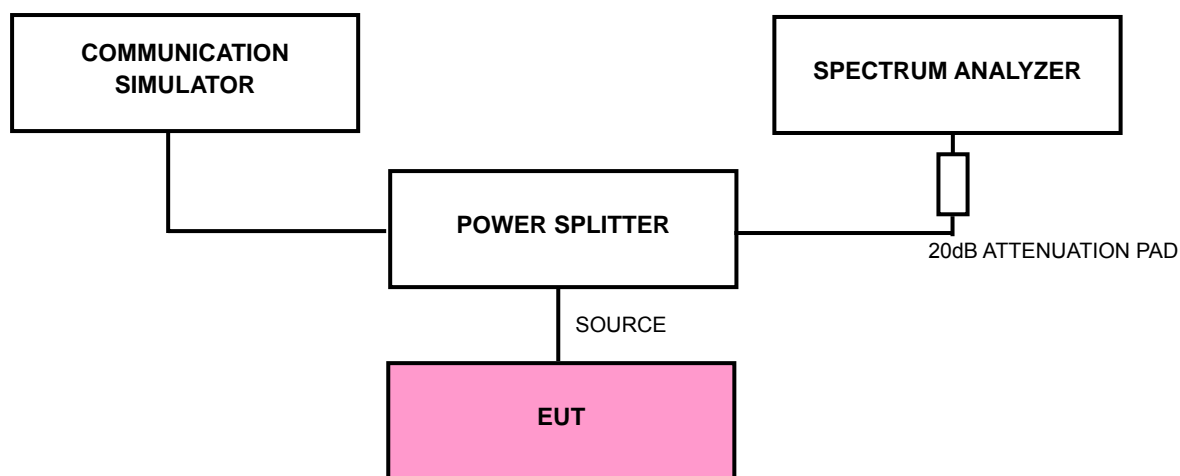 COMMUNICATION
SIMULATOR
SPECTRUM ANALYZER
POWER SPLITTER
20dB ATTENUATION PAD
SOURCE
EUT